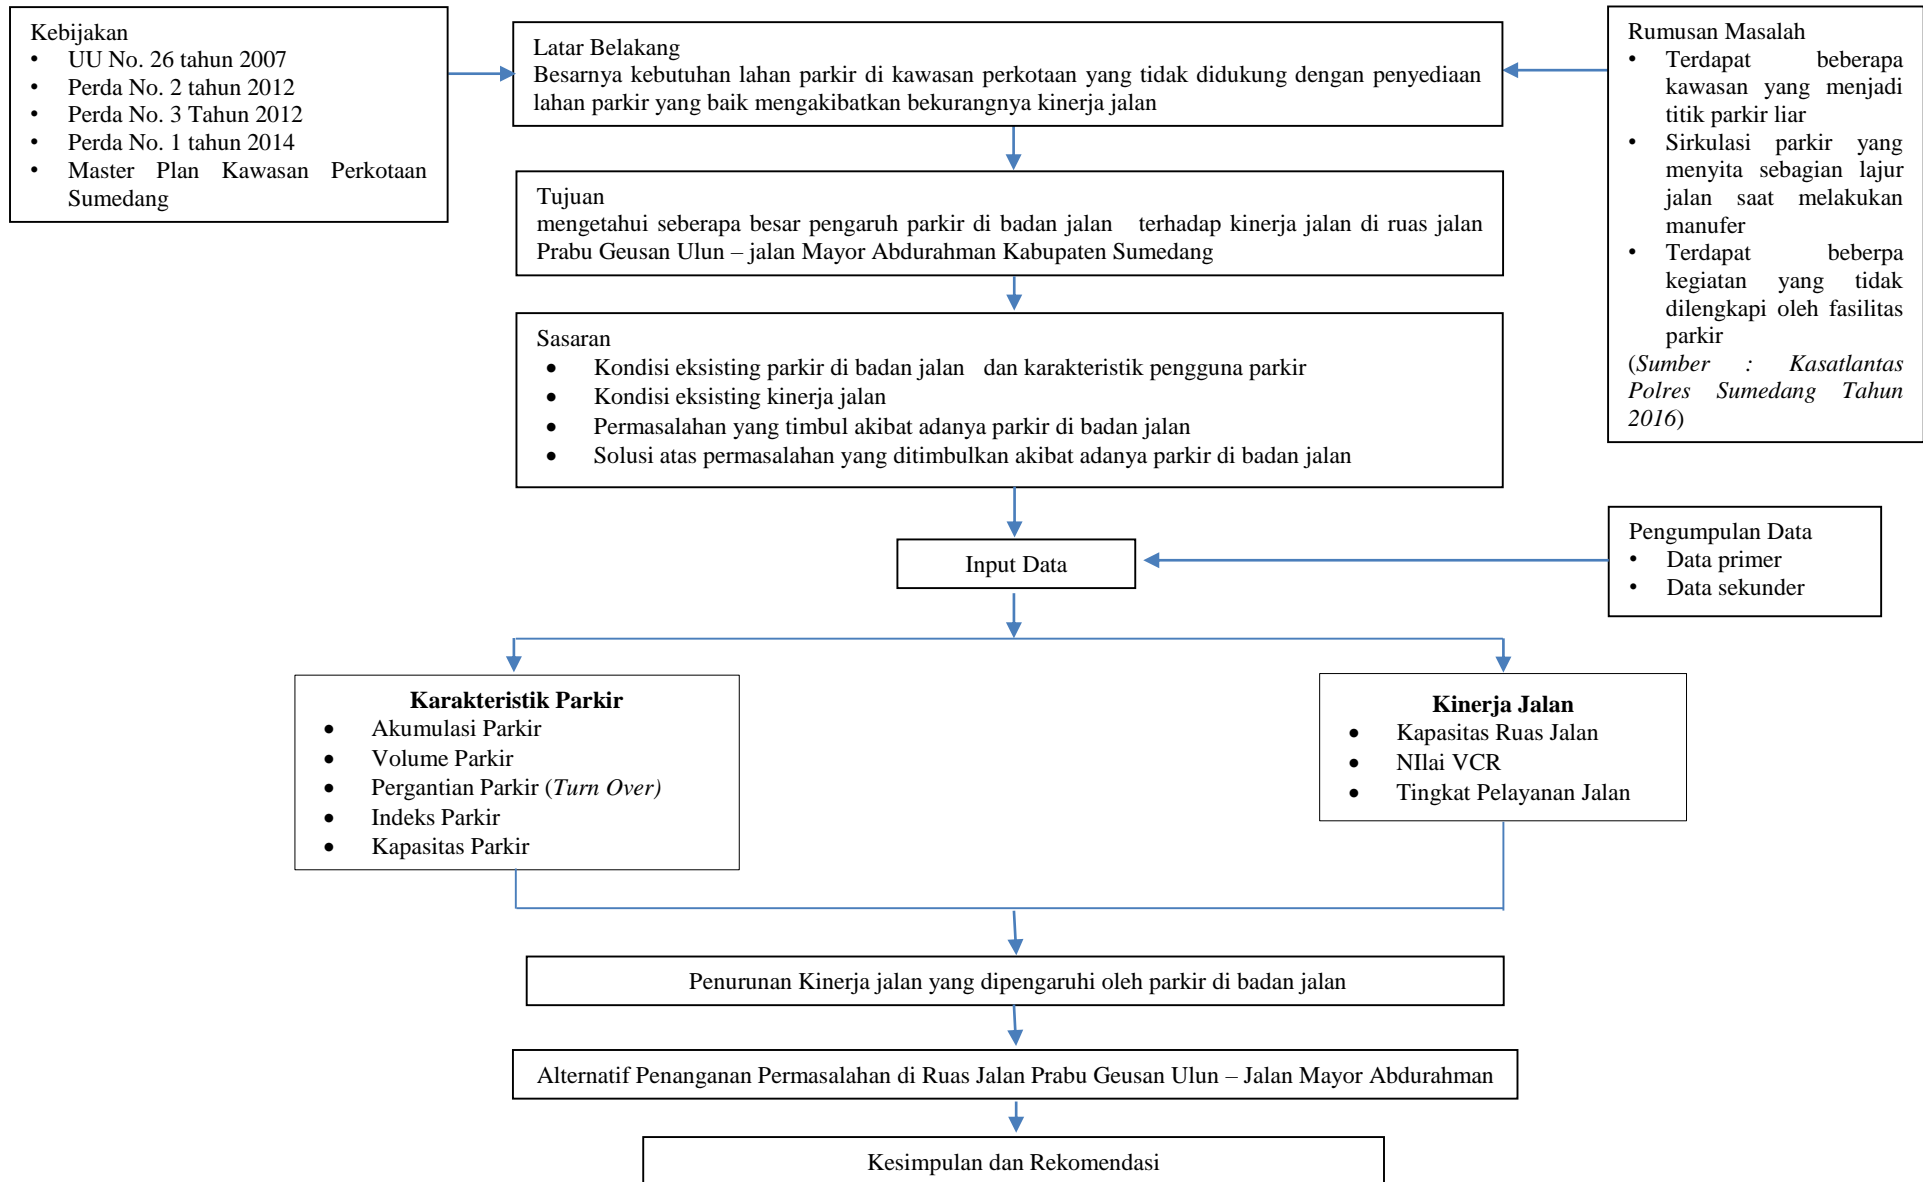 Kebijakan
• UU No. 26 tahun 2007
• Perda No. 2 tahun 2012
• Perda No. 3 Tahun 2012
• Perda No. 1 tahun 2014
• Master Plan Kawasan Perkotaan
Sumedang
Latar Belakang
Besarnya kebutuhan lahan parkir di kawasan perkotaan yang tidak didukung dengan penyediaan
lahan parkir yang baik mengakibatkan bekurangnya kinerja jalan
Rumusan Masalah
• Terdapat beberapa
kawasan yang menjadi
titik parkir liar
• Sirkulasi parkir yang
menyita sebagian lajur
jalan saat melakukan
manufer
• Terdapat beberpa
kegiatan yang tidak
dilengkapi oleh fasilitas
parkir
(Sumber : Kasatlantas
Polres Sumedang Tahun
2016)
Tujuan
mengetahui seberapa besar pengaruh parkir di badan jalan terhadap kinerja jalan di ruas jalan
Prabu Geusan Ulun – jalan Mayor Abdurahman Kabupaten Sumedang
Sasaran
• Kondisi eksisting parkir di badan jalan dan karakteristik pengguna parkir
• Kondisi eksisting kinerja jalan
• Permasalahan yang timbul akibat adanya parkir di badan jalan
• Solusi atas permasalahan yang ditimbulkan akibat adanya parkir di badan jalan
Input Data
Pengumpulan Data
• Data primer
• Data sekunder
Karakteristik Parkir
• Akumulasi Parkir
• Volume Parkir
• Pergantian Parkir (Turn Over)
• Indeks Parkir
• Kapasitas Parkir
Kinerja Jalan
• Kapasitas Ruas Jalan
• NIlai VCR
• Tingkat Pelayanan Jalan
Penurunan Kinerja jalan yang dipengaruhi oleh parkir di badan jalan
Alternatif Penanganan Permasalahan di Ruas Jalan Prabu Geusan Ulun – Jalan Mayor Abdurahman
Kesimpulan dan Rekomendasi